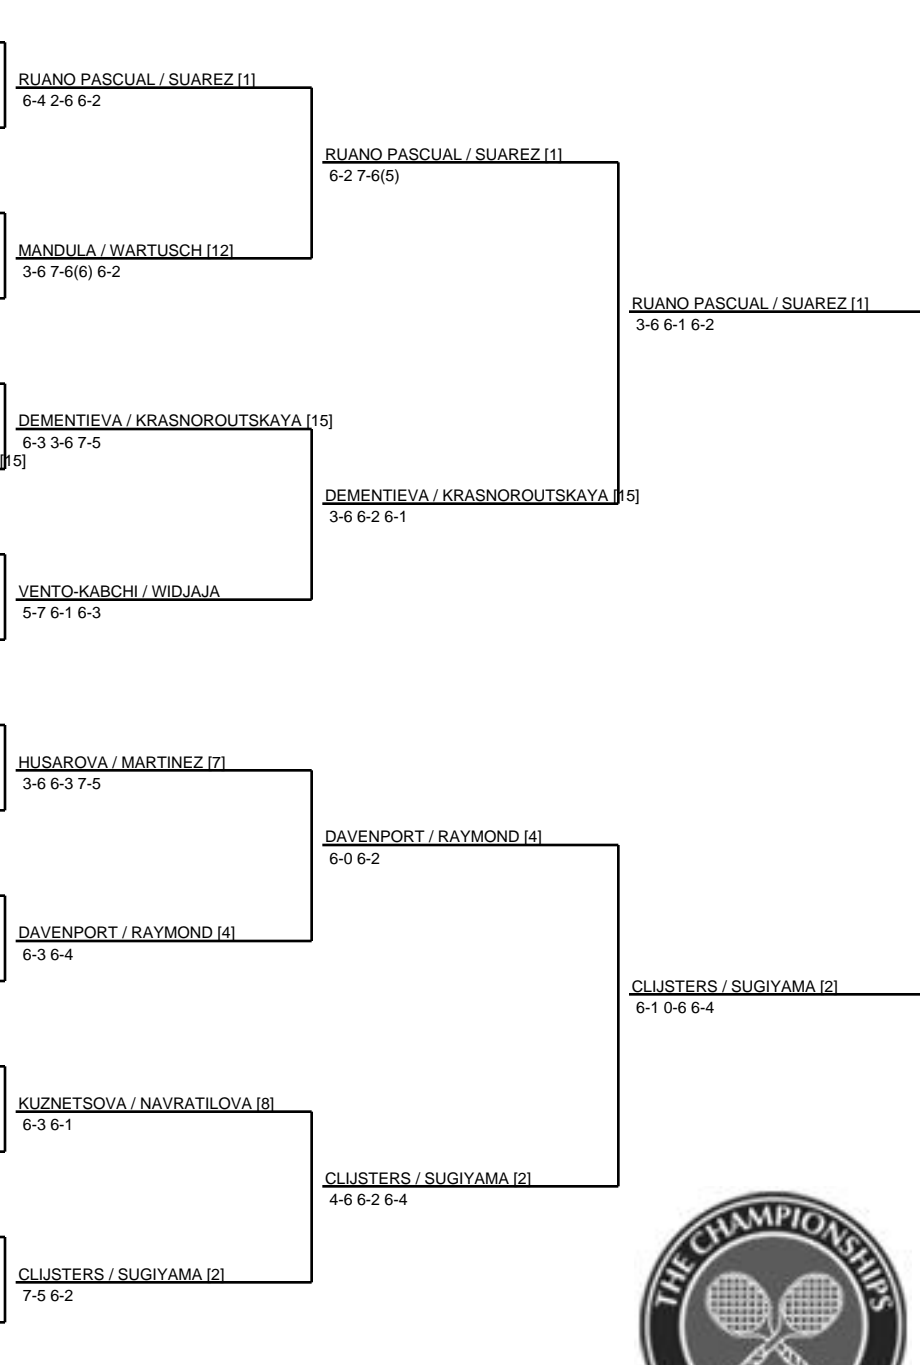 RUANO PASCUAL / SUAREZ [1]
6-4 2-6 6-2
RUANO PASCUAL / SUAREZ [1]
6-2 7-6(5)
MANDULA / WARTUSCH [12]
3-6 7-6(6) 6-2
RUANO PASCUAL / SUAREZ [1]
3-6 6-1 6-2
DEMENTIEVA / KRASNOROUTSKAYA [15]
6-3 3-6 7-5
[15]
DEMENTIEVA / KRASNOROUTSKAYA [15]
3-6 6-2 6-1
VENTO-KABCHI / WIDJAJA
5-7 6-1 6-3
HUSAROVA / MARTINEZ [7]
3-6 6-3 7-5
DAVENPORT / RAYMOND [4]
6-0 6-2
DAVENPORT / RAYMOND [4]
6-3 6-4
CLIJSTERS / SUGIYAMA [2]
6-1 0-6 6-4
KUZNETSOVA / NAVRATILOVA [8]
6-3 6-1
CLIJSTERS / SUGIYAMA [2]
4-6 6-2 6-4
CLIJSTERS / SUGIYAMA [2]
7-5 6-2
THE CHAMPIONSHIPS